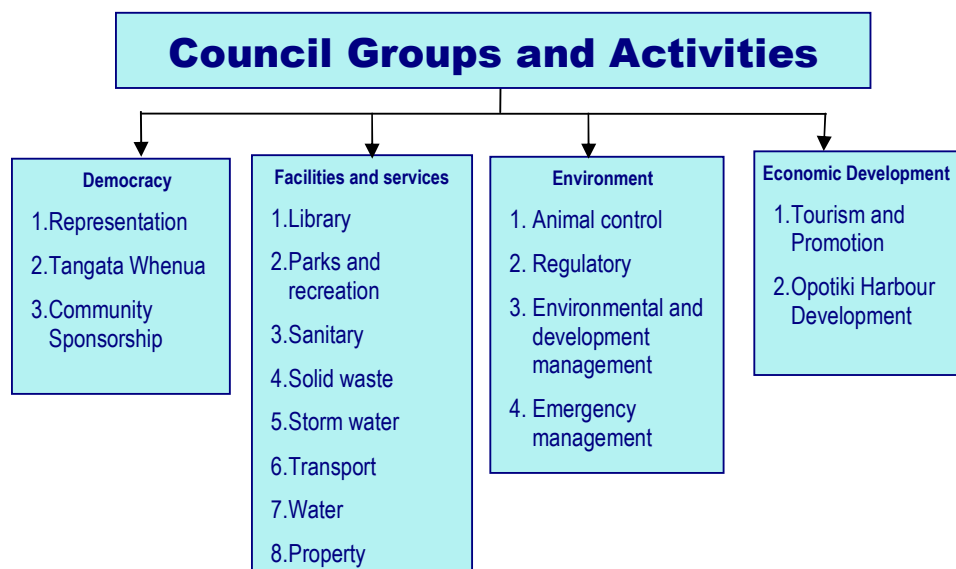 Council Groups and Activities
Democracy
1.Representation
2.Tangata Whenua
3.Community
Sponsorship
Facilities and services
1.Library
2.Parks and
recreation
3.Sanitary
4.Solid waste
5.Storm water
6.Transport
7.Water
8.Property
Environment
1. Animal control
2. Regulatory
3. Environmental and
development
management
4. Emergency
management
Economic Development
1.Tourism and
Promotion
2.Opotiki Harbour
Development